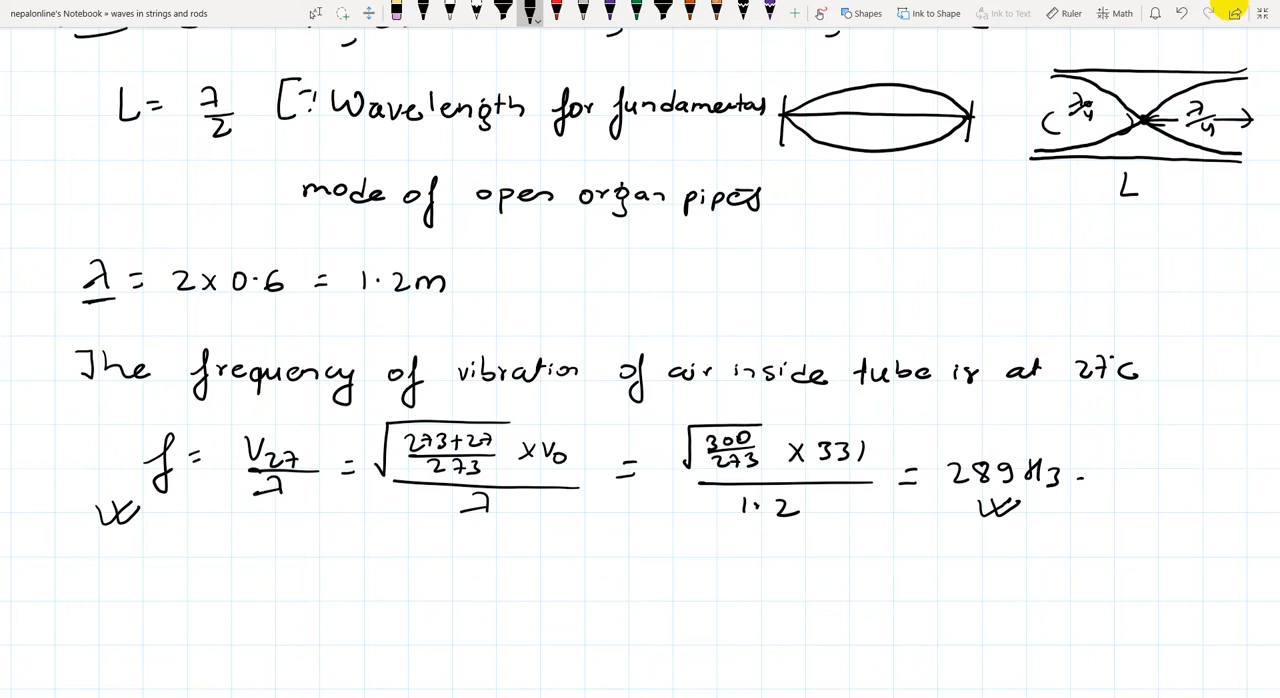 nepalonline's Notebook » waves in strings and rods
Shapes Ink to Shape Ink to Text Ruler Math
L = λ/2 [∵ Wavelength for fundamental
λ/4 λ/4
L
mode of open organ pipes
λ = 2 × 0.6 = 1.2m
The frequency of vibration of air inside tube is at 27°C
f = V₂₇/λ = √((273+27)/273) × V₀ / λ = √(300/273) × 331 / 1.2 = 289 Hz.